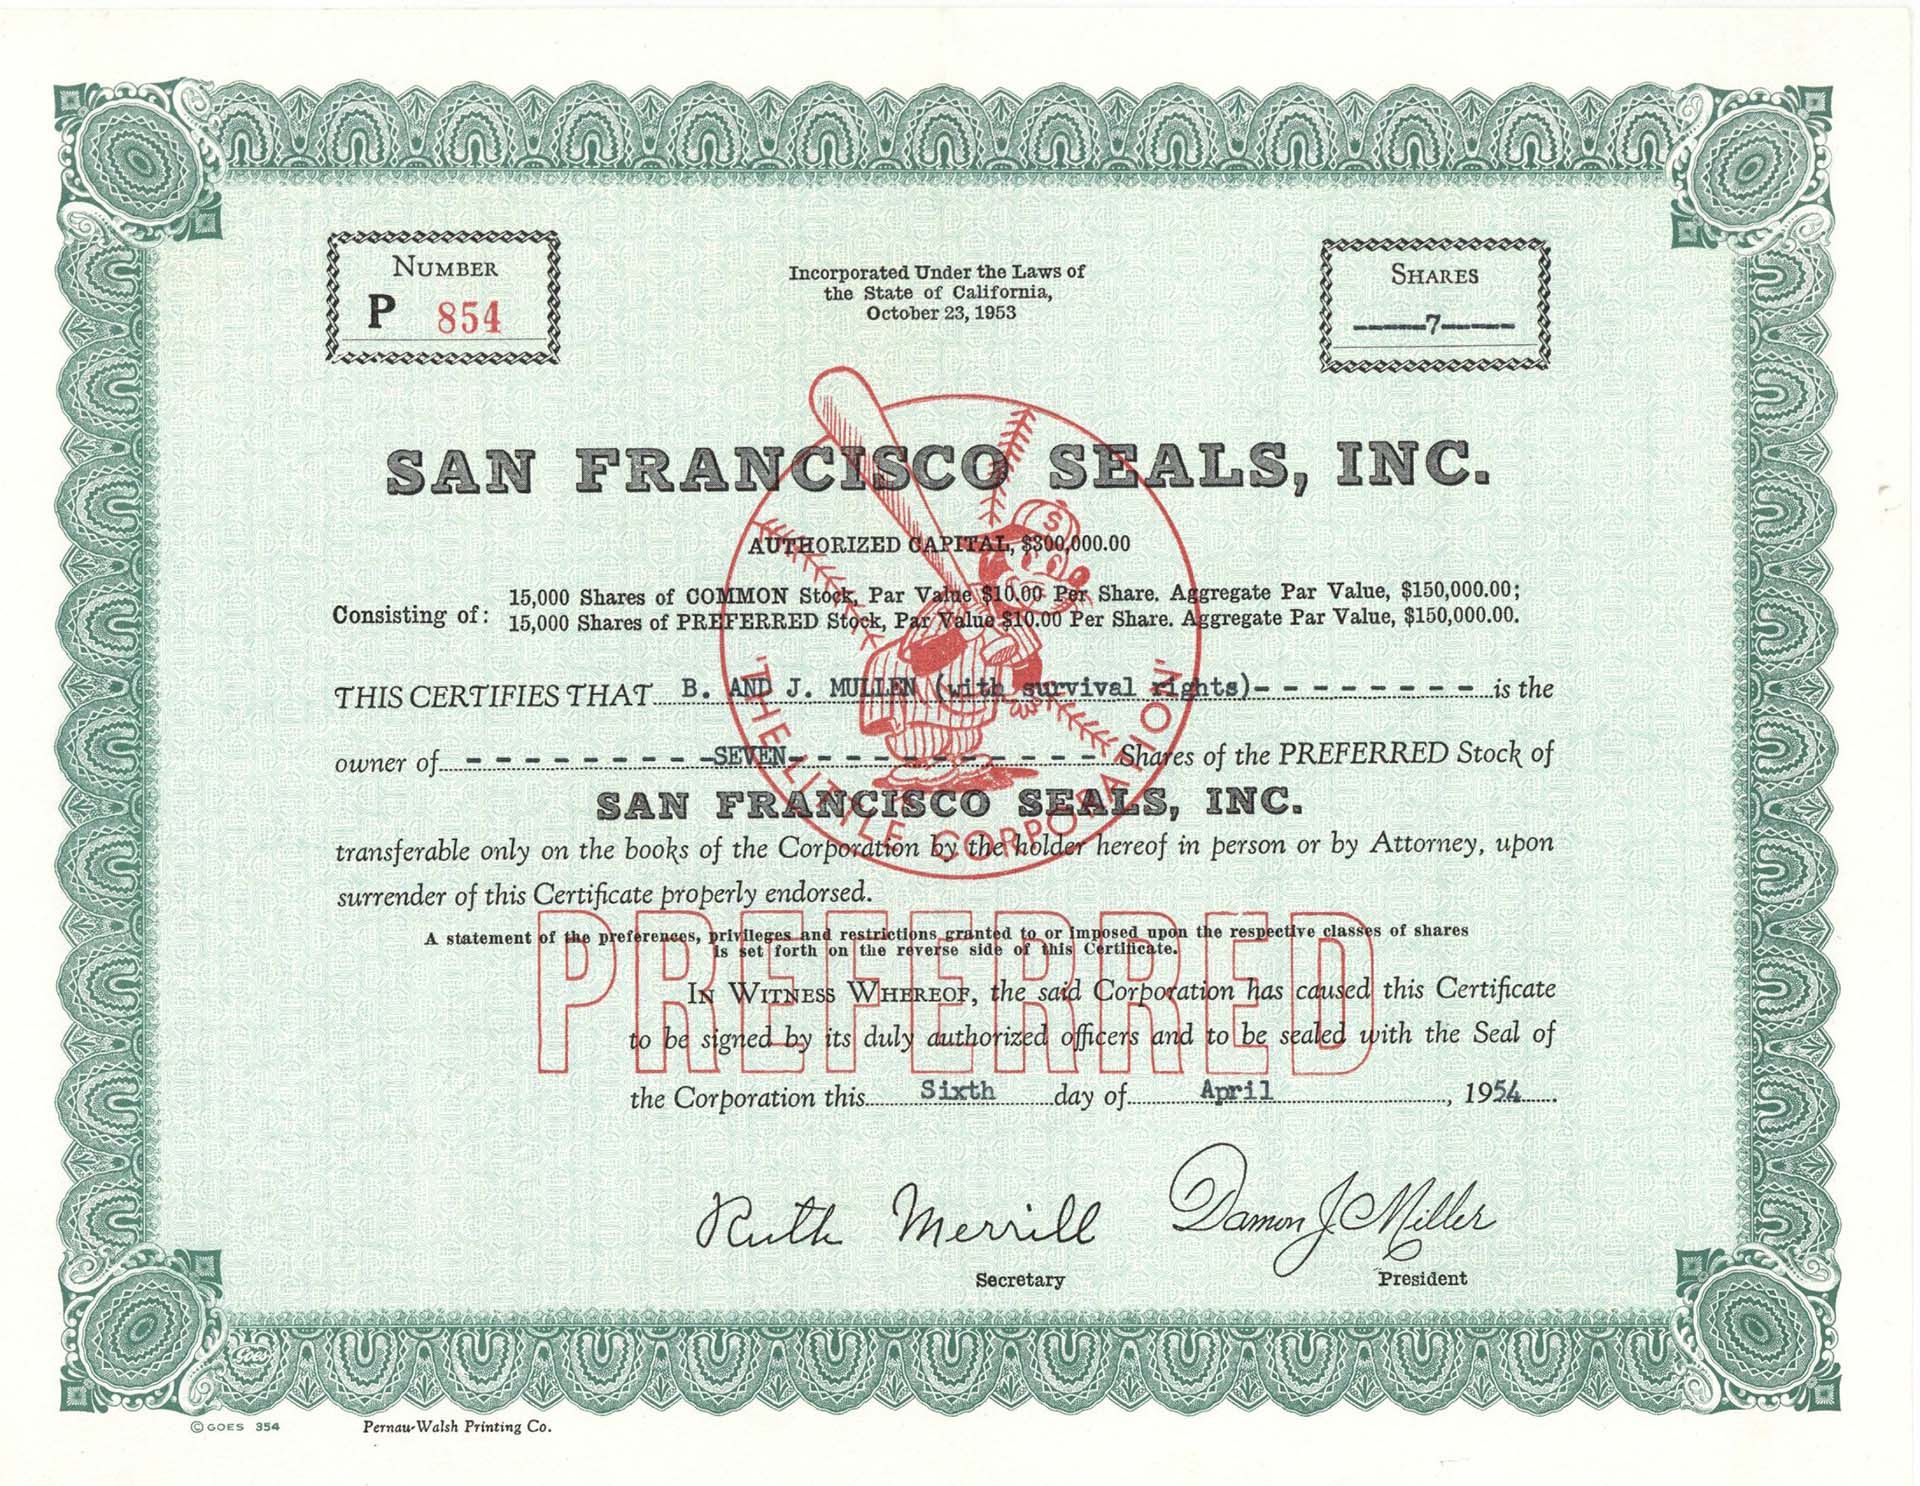 NUMBER
P 854
Incorporated Under the Laws of
the State of California,
October 23, 1953
SHARES
-----7-----
SAN FRANCISCO SEALS, INC.
AUTHORIZED CAPITAL, $300,000.00
Consisting of: 15,000 Shares of COMMON Stock, Par Value $10.00 Per Share. Aggregate Par Value, $150,000.00;
15,000 Shares of PREFERRED Stock, Par Value $10.00 Per Share. Aggregate Par Value, $150,000.00.
S
'THE LITTLE CORPORATION'
THIS CERTIFIES THAT B. AND J. MULLEN (with survival rights)- - - - - - - - - is the
owner of - - - - - - - - - -SEVEN- - - - - - - - - - - - Shares of the PREFERRED Stock of
SAN FRANCISCO SEALS, INC.
transferable only on the books of the Corporation by the holder hereof in person or by Attorney, upon
surrender of this Certificate properly endorsed.
PREFERRED
A statement of the preferences, privileges and restrictions granted to or imposed upon the respective classes of shares
is set forth on the reverse side of this Certificate.
IN WITNESS WHEREOF, the said Corporation has caused this Certificate
to be signed by its duly authorized officers and to be sealed with the Seal of
the Corporation this Sixth day of April, 1954.
Ruth Merrill
Damon J Miller
Secretary
President
Goes
© GOES 354
Pernau-Walsh Printing Co.